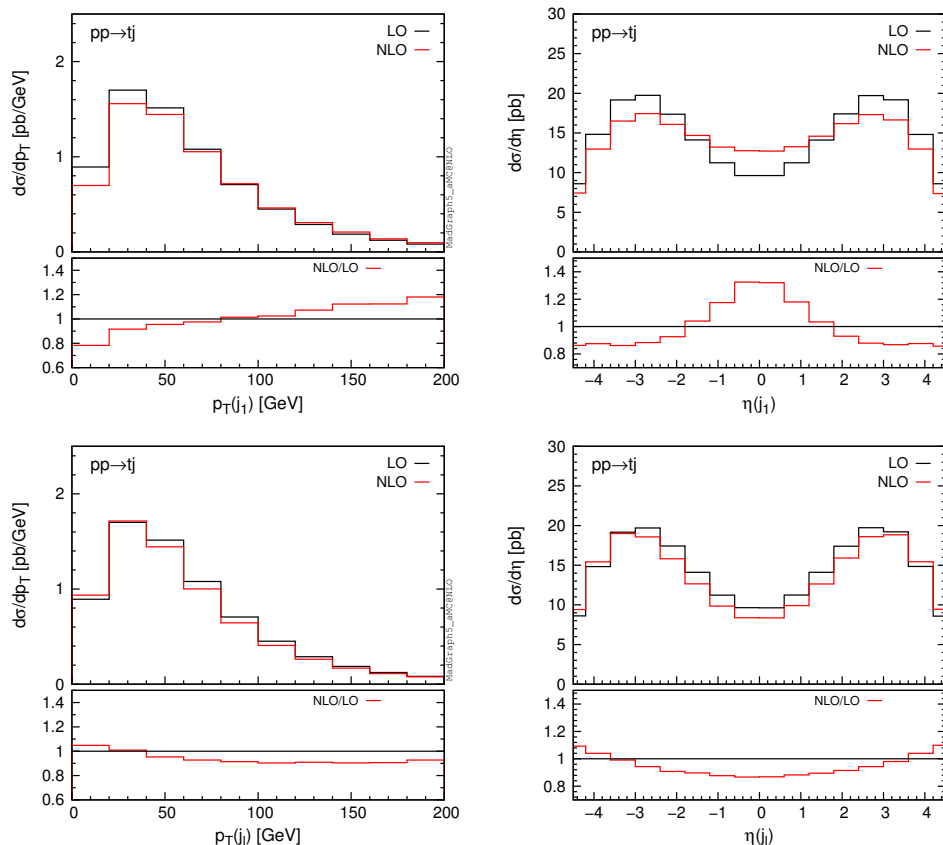 pp→tj
LO
NLO
dσ/dp_T [pb/GeV]
2
1
0
MadGraph5_aMC@NLO
NLO/LO
1.4
1.2
1
0.8
0.6
0 50 100 150 200
p_T(j_1) [GeV]
pp→tj
LO
NLO
dσ/dη [pb]
30
25
20
15
10
5
0
NLO/LO
1.4
1.2
1
0.8
−4 −3 −2 −1 0 1 2 3 4
η(j_1)
pp→tj
LO
NLO
dσ/dp_T [pb/GeV]
2
1
0
MadGraph5_aMC@NLO
NLO/LO
1.4
1.2
1
0.8
0.6
0 50 100 150 200
p_T(j_l) [GeV]
pp→tj
LO
NLO
dσ/dη [pb]
30
25
20
15
10
5
0
NLO/LO
1.4
1.2
1
0.8
−4 −3 −2 −1 0 1 2 3 4
η(j_l)